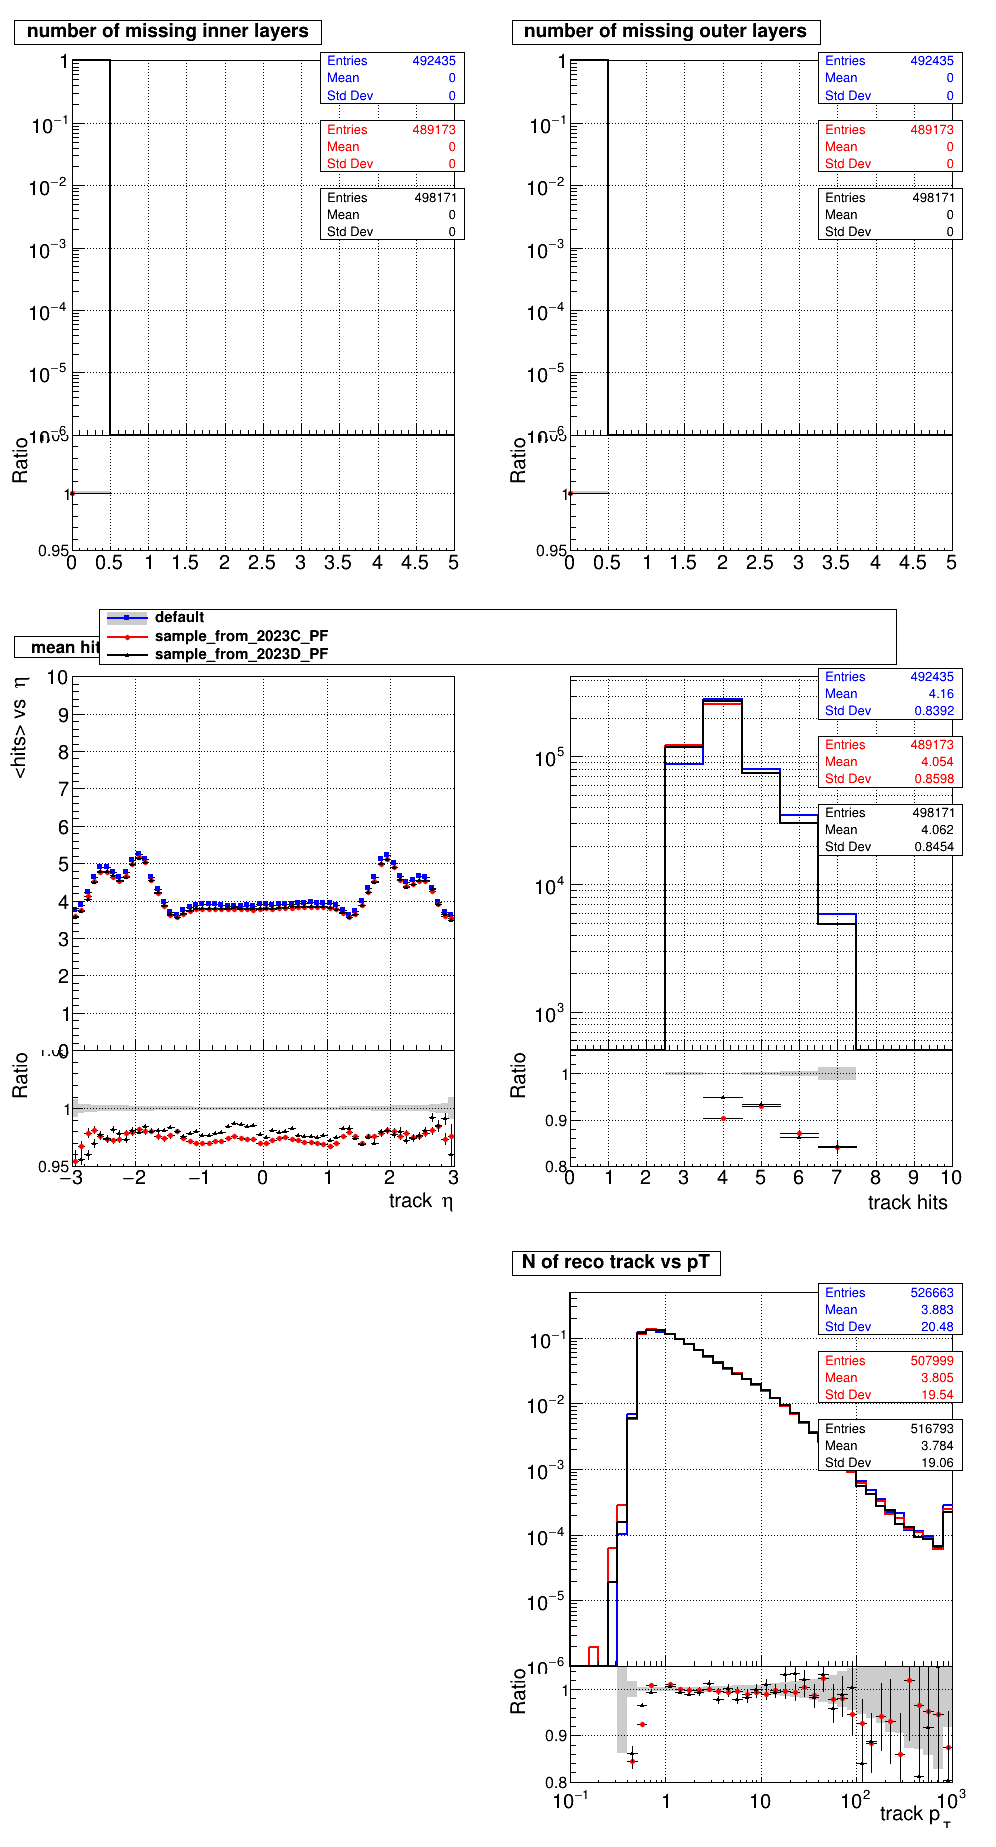 number of missing inner layers
number of missing outer layers
Entries 492435
Mean 0
Std Dev 0
Entries 489173
Mean 0
Std Dev 0
Entries 498171
Mean 0
Std Dev 0
1
10−1
10−2
10−3
10−4
10−5
10−6
Ratio
1
0.95
0 0.5 1 1.5 2 2.5 3 3.5 4 4.5 5
Entries 492435
Mean 0
Std Dev 0
Entries 489173
Mean 0
Std Dev 0
Entries 498171
Mean 0
Std Dev 0
1
10−1
10−2
10−3
10−4
10−5
10−6
Ratio
1
0.95
0 0.5 1 1.5 2 2.5 3 3.5 4 4.5 5
default
sample_from_2023C_PF
sample_from_2023D_PF
mean hit
<hits> vs η
10
9
8
7
6
5
4
3
2
1
0
Ratio
1
0.95
−3 −2 −1 0 1 2 3
track η
Entries 492435
Mean 4.16
Std Dev 0.8392
Entries 489173
Mean 4.054
Std Dev 0.8598
Entries 498171
Mean 4.062
Std Dev 0.8454
10⁵
10⁴
10³
Ratio
1
0.9
0.8
0 1 2 3 4 5 6 7 8 9 10
track hits
N of reco track vs pT
Entries 526663
Mean 3.883
Std Dev 20.48
Entries 507999
Mean 3.805
Std Dev 19.54
Entries 516793
Mean 3.784
Std Dev 19.06
10−1
10−2
10−3
10−4
10−5
10−6
Ratio
1
0.9
0.8
10−1 1 10 10² 10³
track pT